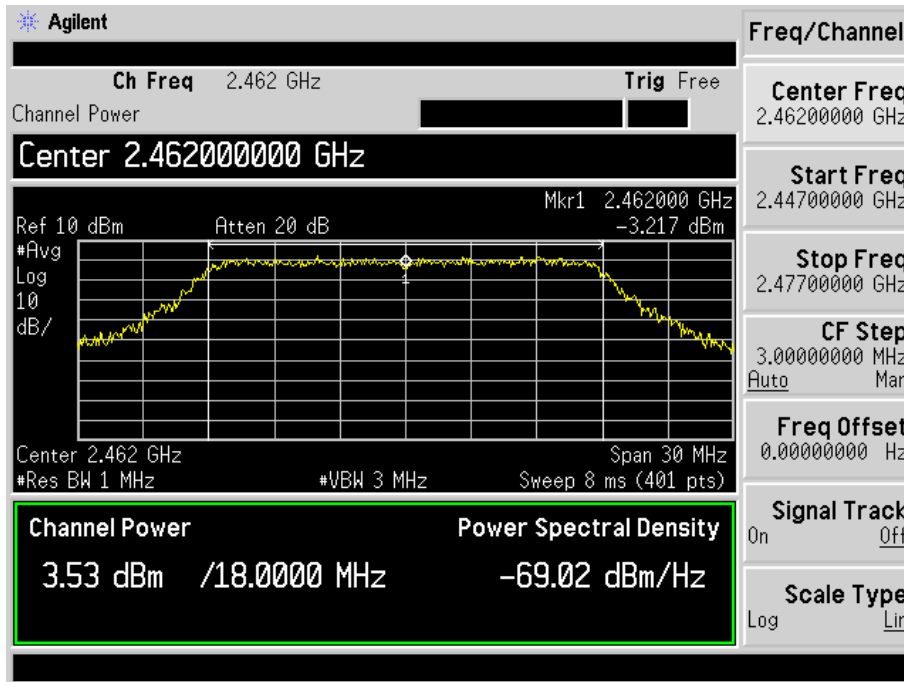 Agilent
Freq/Channel
Ch Freq 2.462 GHz Trig Free
Channel Power
Center 2.462000000 GHz
Mkr1 2.462000 GHz
Ref 10 dBm Atten 20 dB -3.217 dBm
#Avg
Log
10
dB/
1
Center 2.462 GHz Span 30 MHz
#Res BW 1 MHz #VBW 3 MHz Sweep 8 ms (401 pts)
Channel Power Power Spectral Density
3.53 dBm /18.0000 MHz -69.02 dBm/Hz
Center Freq
2.46200000 GHz
Start Freq
2.44700000 GHz
Stop Freq
2.47700000 GHz
CF Step
3.00000000 MHz
Auto Man
Freq Offset
0.00000000 Hz
Signal Track
On Off
Scale Type
Log Lin